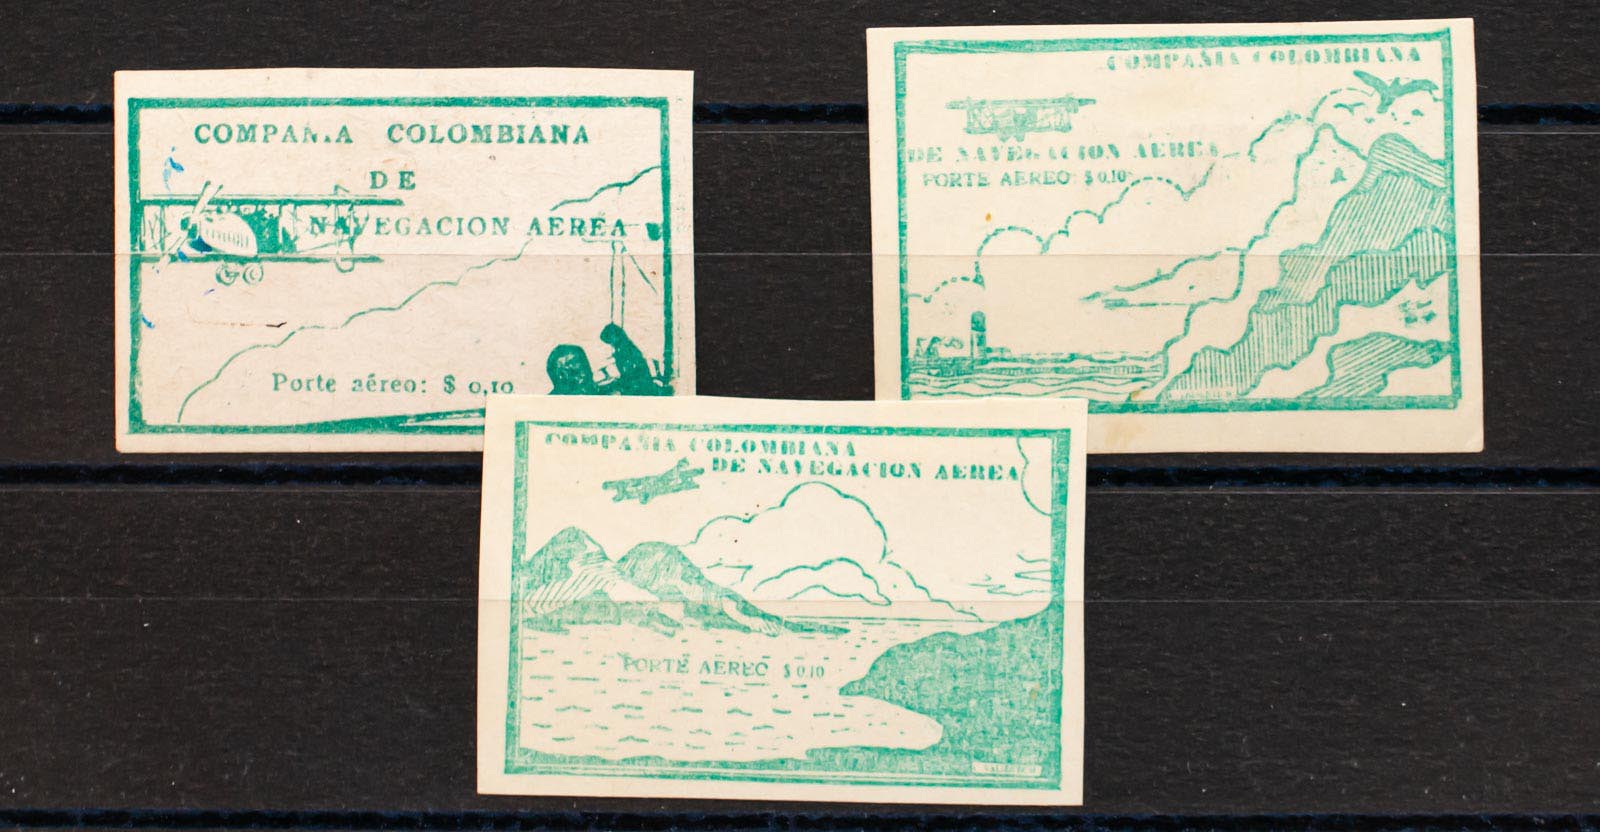 COMPAÑIA COLOMBIANA
DE
NAVEGACION AEREA
Porte aéreo: $ 0,10
COMPAÑIA COLOMBIANA
DE NAVEGACION AEREA
PORTE AEREO: $ 0.10
COMPAÑIA COLOMBIANA
DE NAVEGACION AEREA
PORTE AEREO $ 0.10